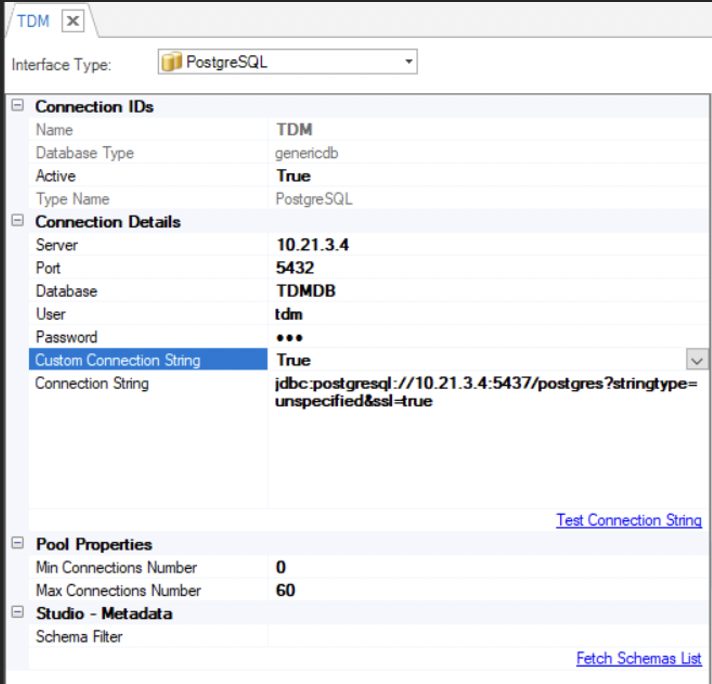 TDM
Interface Type: PostgreSQL
Connection IDs
Name TDM
Database Type genericdb
Active True
Type Name PostgreSQL
Connection Details
Server 10.21.3.4
Port 5432
Database TDMDB
User tdm
Password •••
Custom Connection String True
Connection String jdbc:postgresql://10.21.3.4:5437/postgres?stringtype=
unspecified&ssl=true
Test Connection String
Pool Properties
Min Connections Number 0
Max Connections Number 60
Studio - Metadata
Schema Filter
Fetch Schemas List